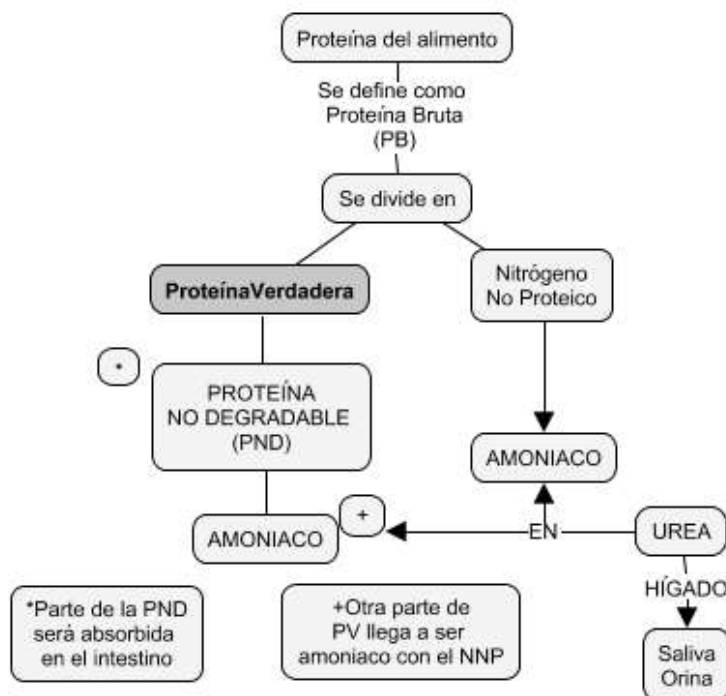 Proteína del alimento
Se define como
Proteína Bruta
(PB)
Se divide en
ProteínaVerdadera
Nitrógeno
No Proteico
*
PROTEÍNA
NO DEGRADABLE
(PND)
AMONIACO
+
AMONIACO
EN
UREA
HÍGADO
*Parte de la PND
será absorbida
en el intestino
+Otra parte de
PV llega a ser
amoniaco con el NNP
Saliva
Orina